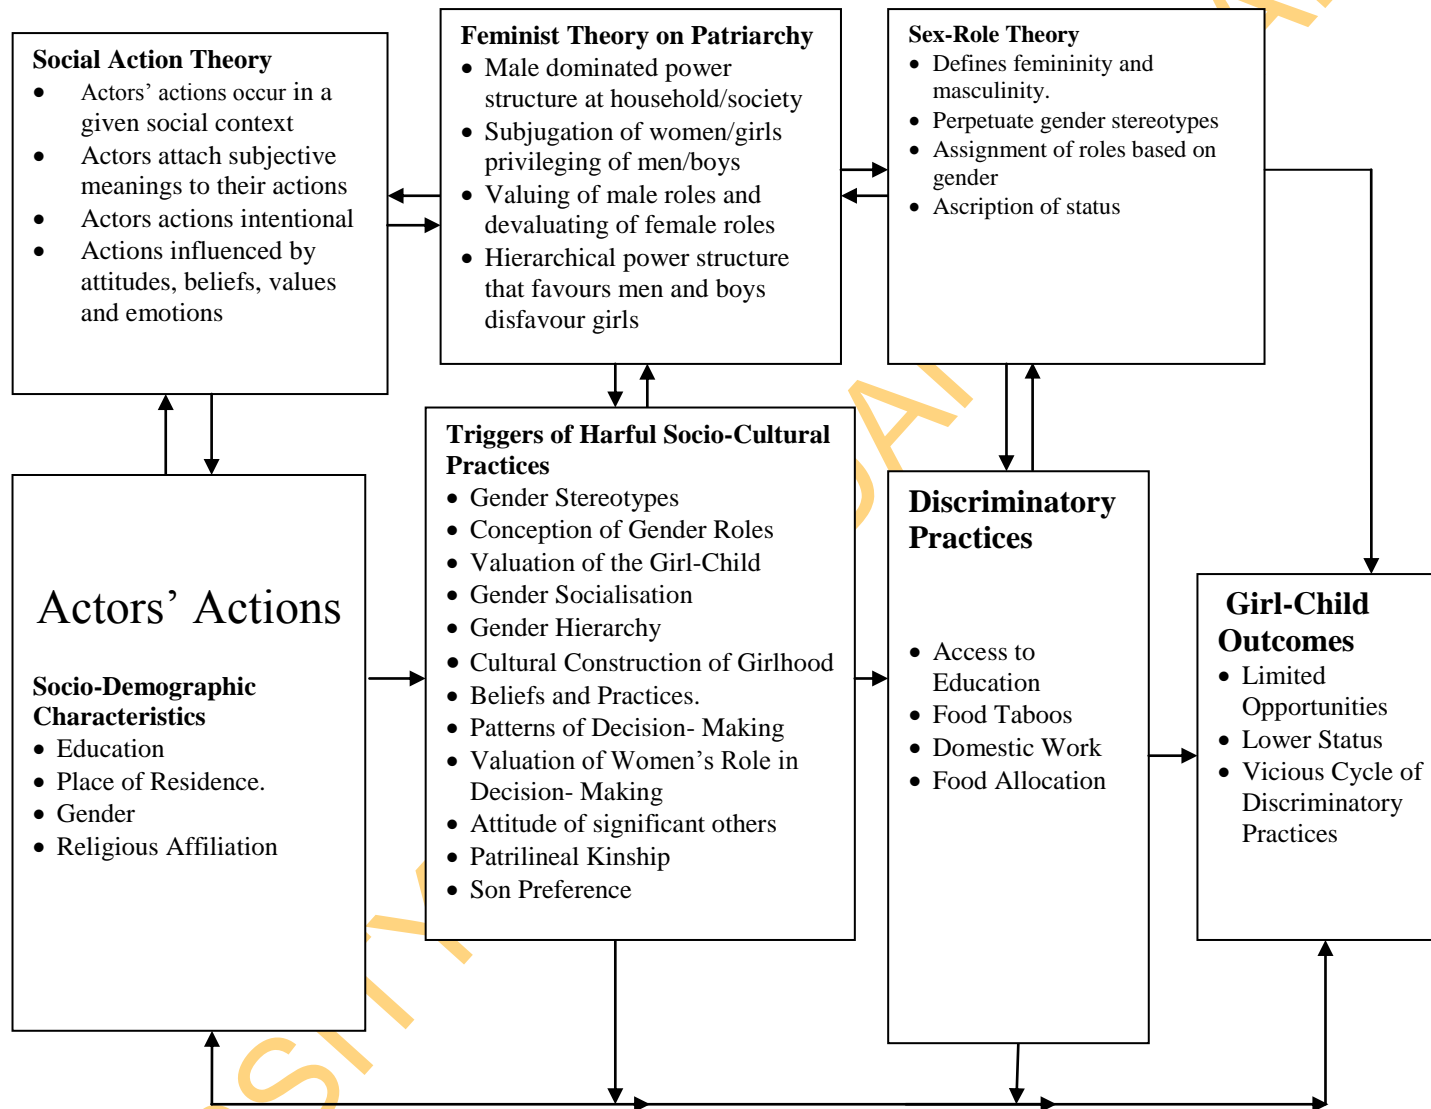 Social Action Theory
• Actors' actions occur in a
given social context
• Actors attach subjective
meanings to their actions
• Actors actions intentional
• Actions influenced by
attitudes, beliefs, values
and emotions
Feminist Theory on Patriarchy
• Male dominated power
structure at household/society
• Subjugation of women/girls
privileging of men/boys
• Valuing of male roles and
devaluating of female roles
• Hierarchical power structure
that favours men and boys
disfavour girls
Sex-Role Theory
• Defines femininity and
masculinity.
• Perpetuate gender stereotypes
• Assignment of roles based on
gender
• Ascription of status
Actors' Actions
Socio-Demographic
Characteristics
• Education
• Place of Residence.
• Gender
• Religious Affiliation
Triggers of Harful Socio-Cultural
Practices
• Gender Stereotypes
• Conception of Gender Roles
• Valuation of the Girl-Child
• Gender Socialisation
• Gender Hierarchy
• Cultural Construction of Girlhood
• Beliefs and Practices.
• Patterns of Decision- Making
• Valuation of Women's Role in
Decision- Making
• Attitude of significant others
• Patrilineal Kinship
• Son Preference
Discriminatory
Practices
• Access to
Education
• Food Taboos
• Domestic Work
• Food Allocation
Girl-Child
Outcomes
• Limited
Opportunities
• Lower Status
• Vicious Cycle of
Discriminatory
Practices